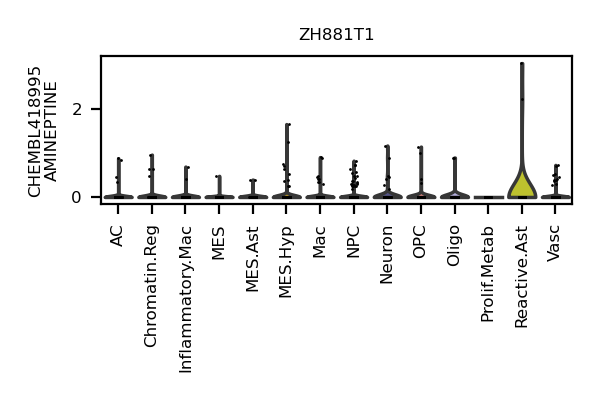 ZH881T1
CHEMBL418995
AMINEPTINE
2
0
AC
Chromatin.Reg
Inflammatory.Mac
MES
MES.Ast
MES.Hyp
Mac
NPC
Neuron
OPC
Oligo
Prolif.Metab
Reactive.Ast
Vasc